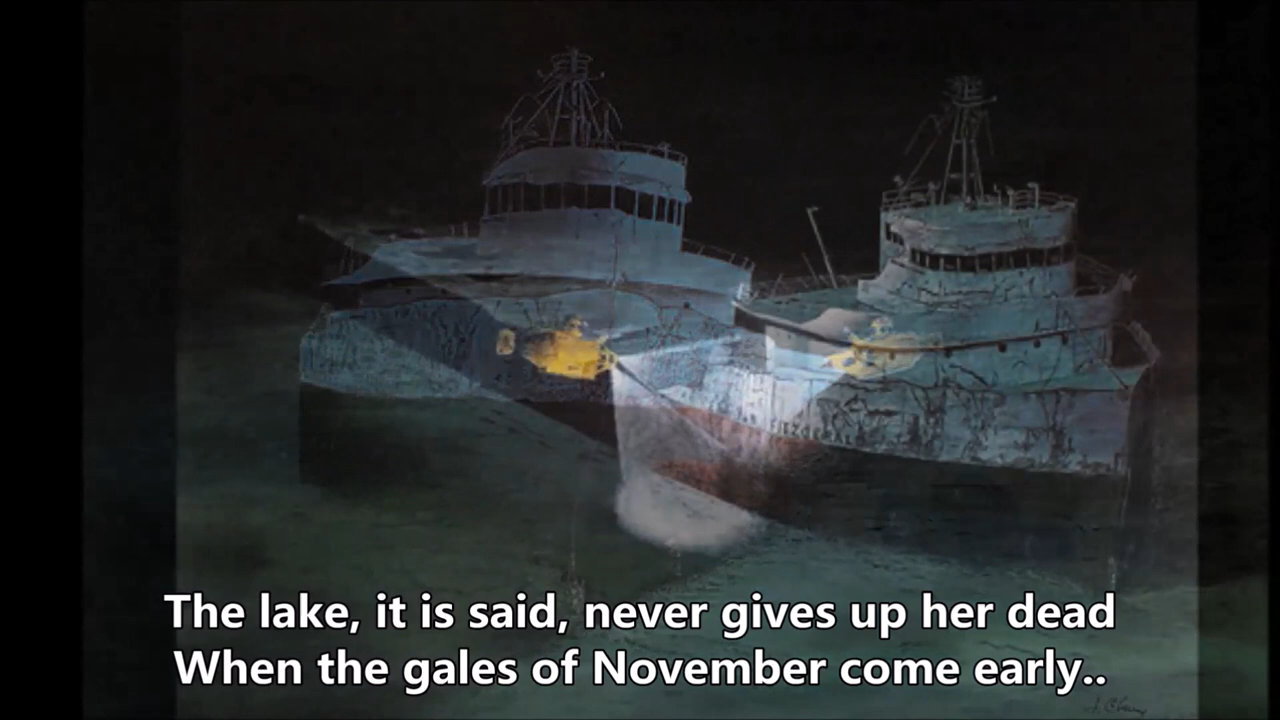 The lake, it is said, never gives up her dead
When the gales of November come early..